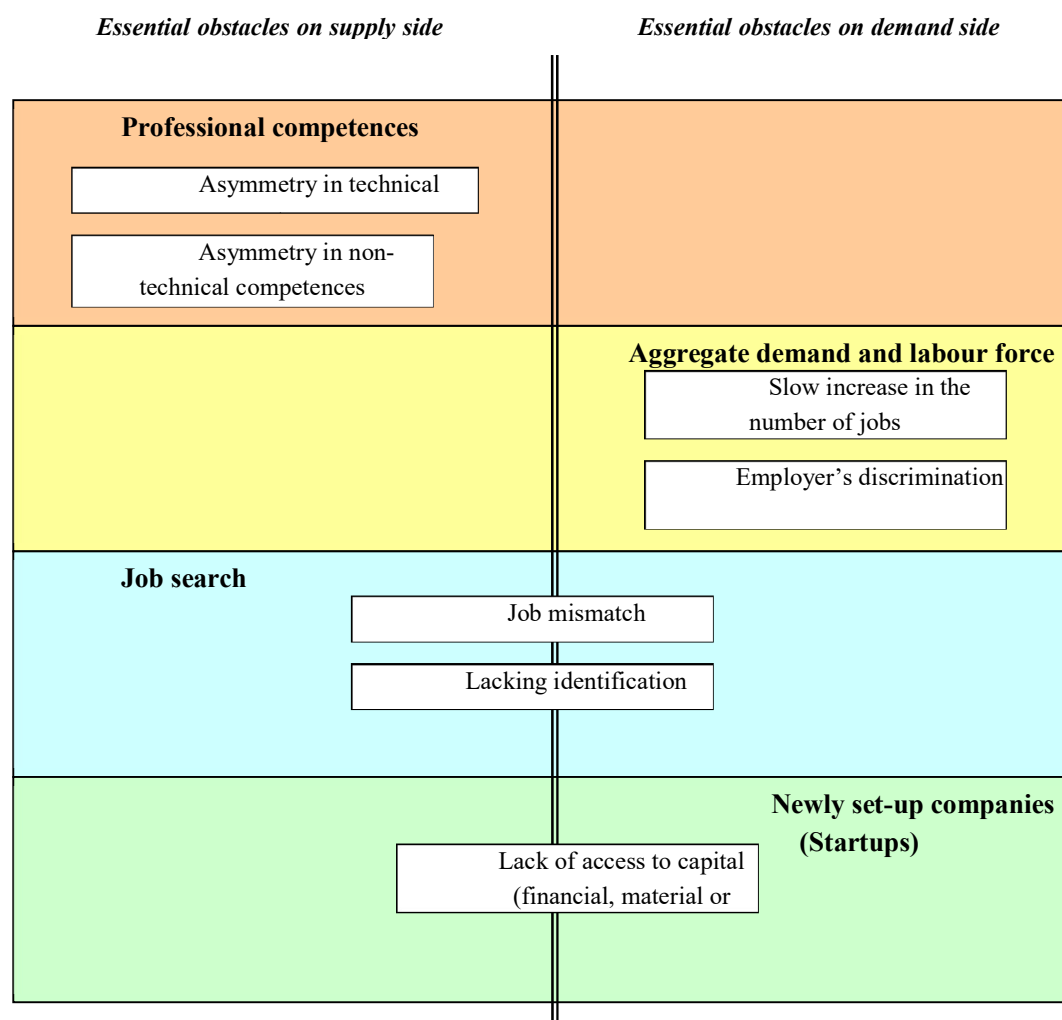 Essential obstacles on supply side
Essential obstacles on demand side
Professional competences
Asymmetry in technical
Asymmetry in non-
technical competences
Aggregate demand and labour force
Slow increase in the
number of jobs
Employer’s discrimination
Job search
Job mismatch
Lacking identification
Newly set-up companies
(Startups)
Lack of access to capital
(financial, material or